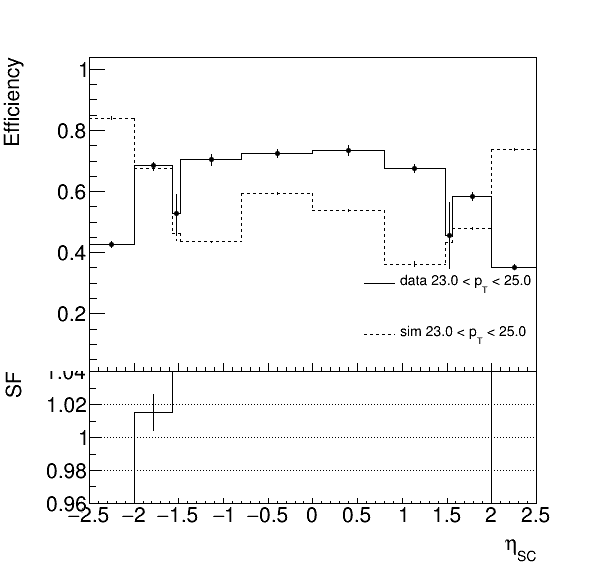 Efficiency
1
0.8
0.6
0.4
0.2
data 23.0 < p_T < 25.0
sim 23.0 < p_T < 25.0
SF
1.04
1.02
1
0.98
0.96
−2.5 −2 −1.5 −1 −0.5 0 0.5 1 1.5 2 2.5
η_SC